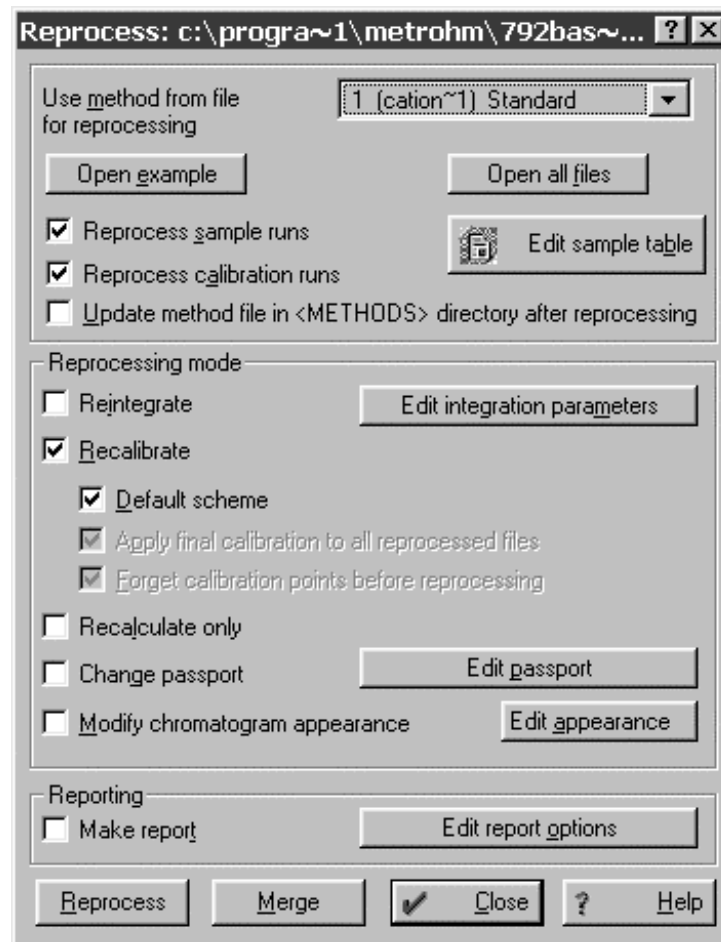 Reprocess: c:\progra~1\metrohm\792bas~... ? ×
Use method from file
for reprocessing
1 (cation~1) Standard
Open example
Open all files
Reprocess sample runs
Edit sample table
Reprocess calibration runs
Update method file in <METHODS> directory after reprocessing
Reprocessing mode
Reintegrate
Edit integration parameters
Recalibrate
Default scheme
Apply final calibration to all reprocessed files
Forget calibration points before reprocessing
Recalculate only
Change passport
Edit passport
Modify chromatogram appearance
Edit appearance
Reporting
Make report
Edit report options
Reprocess
Merge
Close
? Help